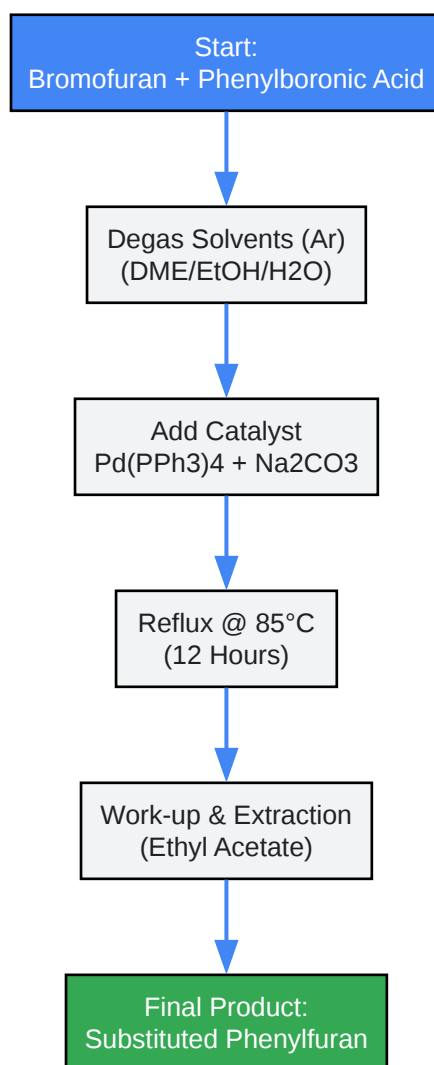 Start:
Bromofuran + Phenylboronic Acid
Degas Solvents (Ar)
(DME/EtOH/H2O)
Add Catalyst
Pd(PPh3)4 + Na2CO3
Reflux @ 85°C
(12 Hours)
Work-up & Extraction
(Ethyl Acetate)
Final Product:
Substituted Phenylfuran